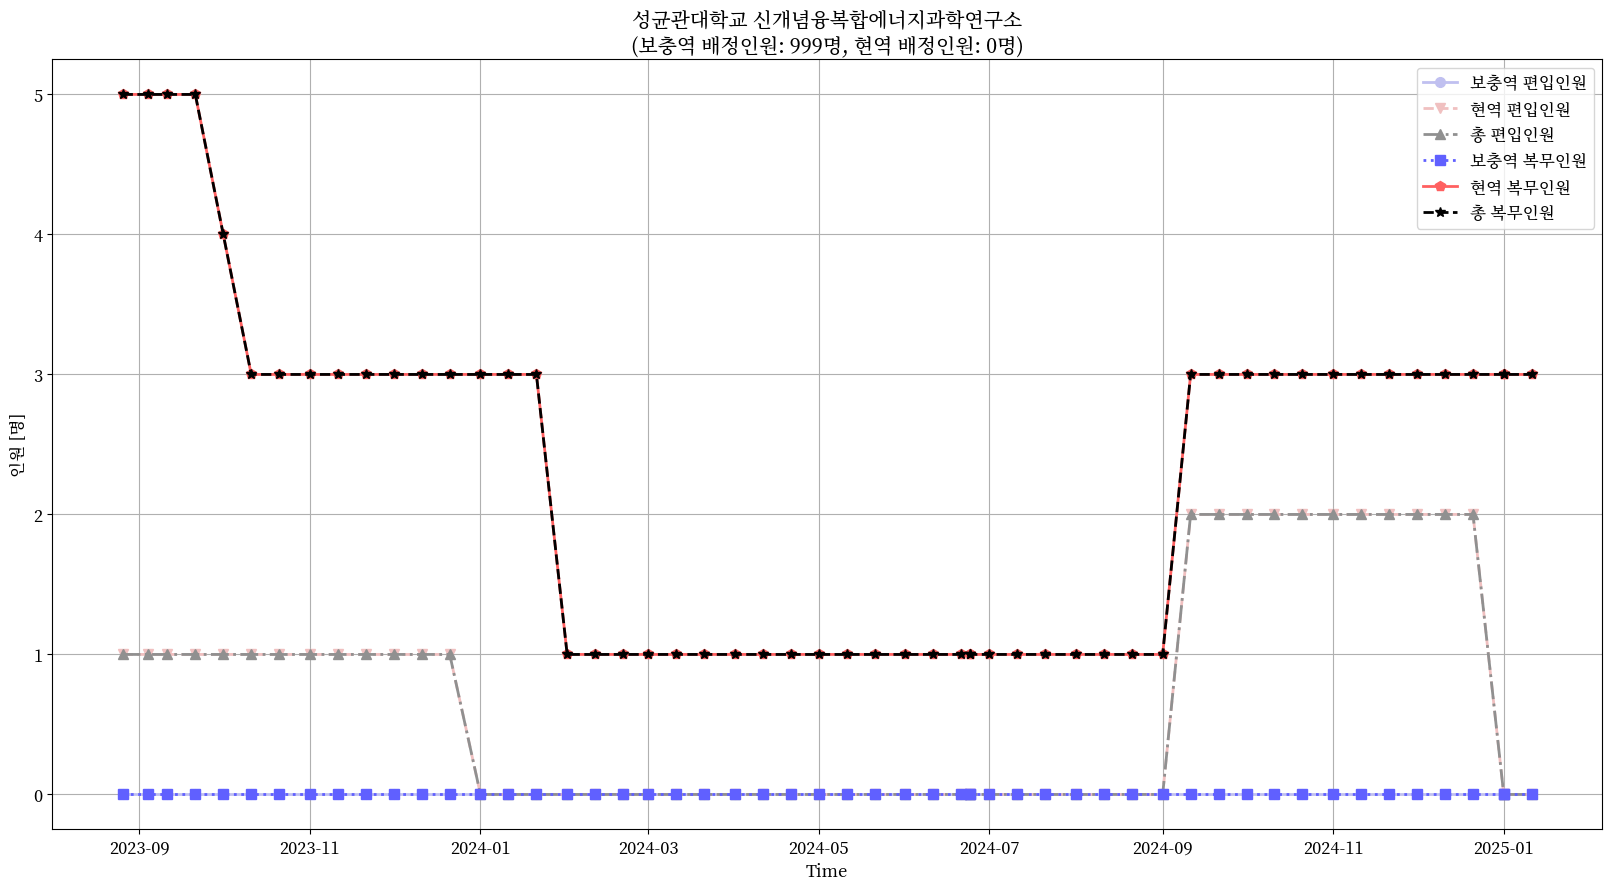 성균관대학교 신개념융복합에너지과학연구소
(보충역 배정인원: 999명, 현역 배정인원: 0명)
보충역 편입인원
현역 편입인원
총 편입인원
보충역 복무인원
현역 복무인원
총 복무인원
인원 [명]
5
4
3
2
1
0
2023-09
2023-11
2024-01
2024-03
2024-05
2024-07
2024-09
2024-11
2025-01
Time